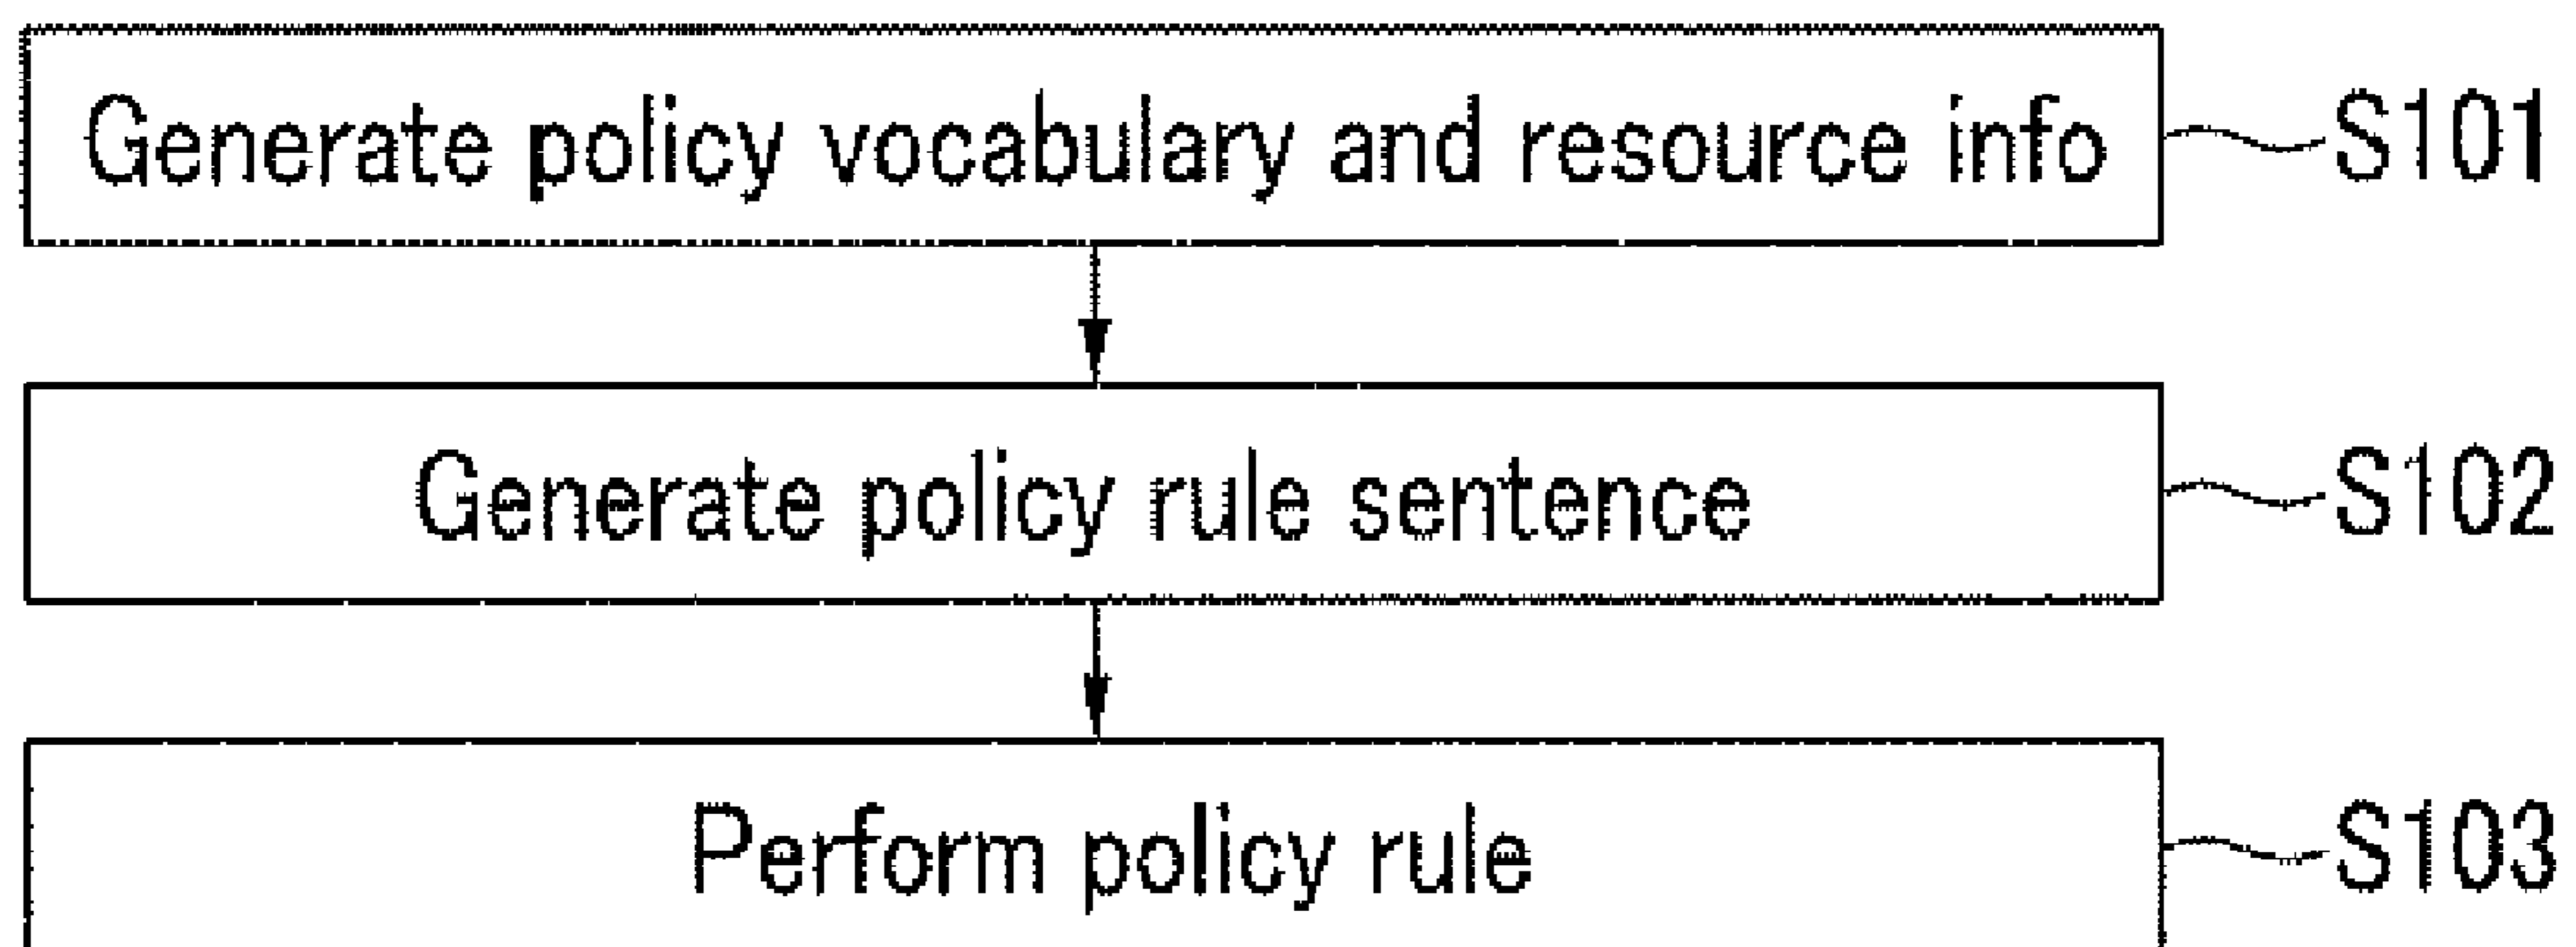 Generate policy vocabulary and resource info S101
Generate policy rule sentence S102
Perform policy rule S103